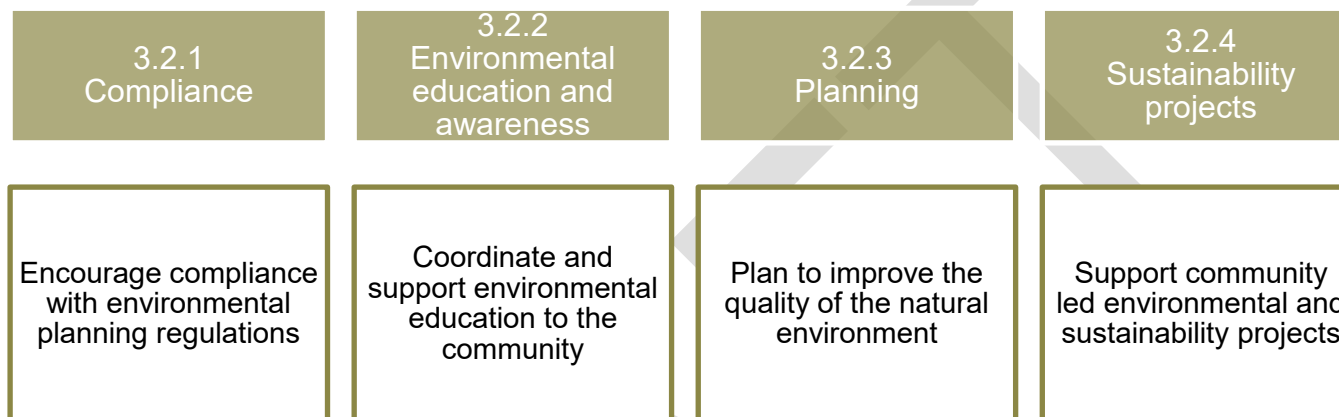 3.2.1
Compliance
3.2.2
Environmental
education and
awareness
3.2.3
Planning
3.2.4
Sustainability
projects
Encourage compliance
with environmental
planning regulations
Coordinate and
support environmental
education to the
community
Plan to improve the
quality of the natural
environment
Support community
led environmental and
sustainability projects